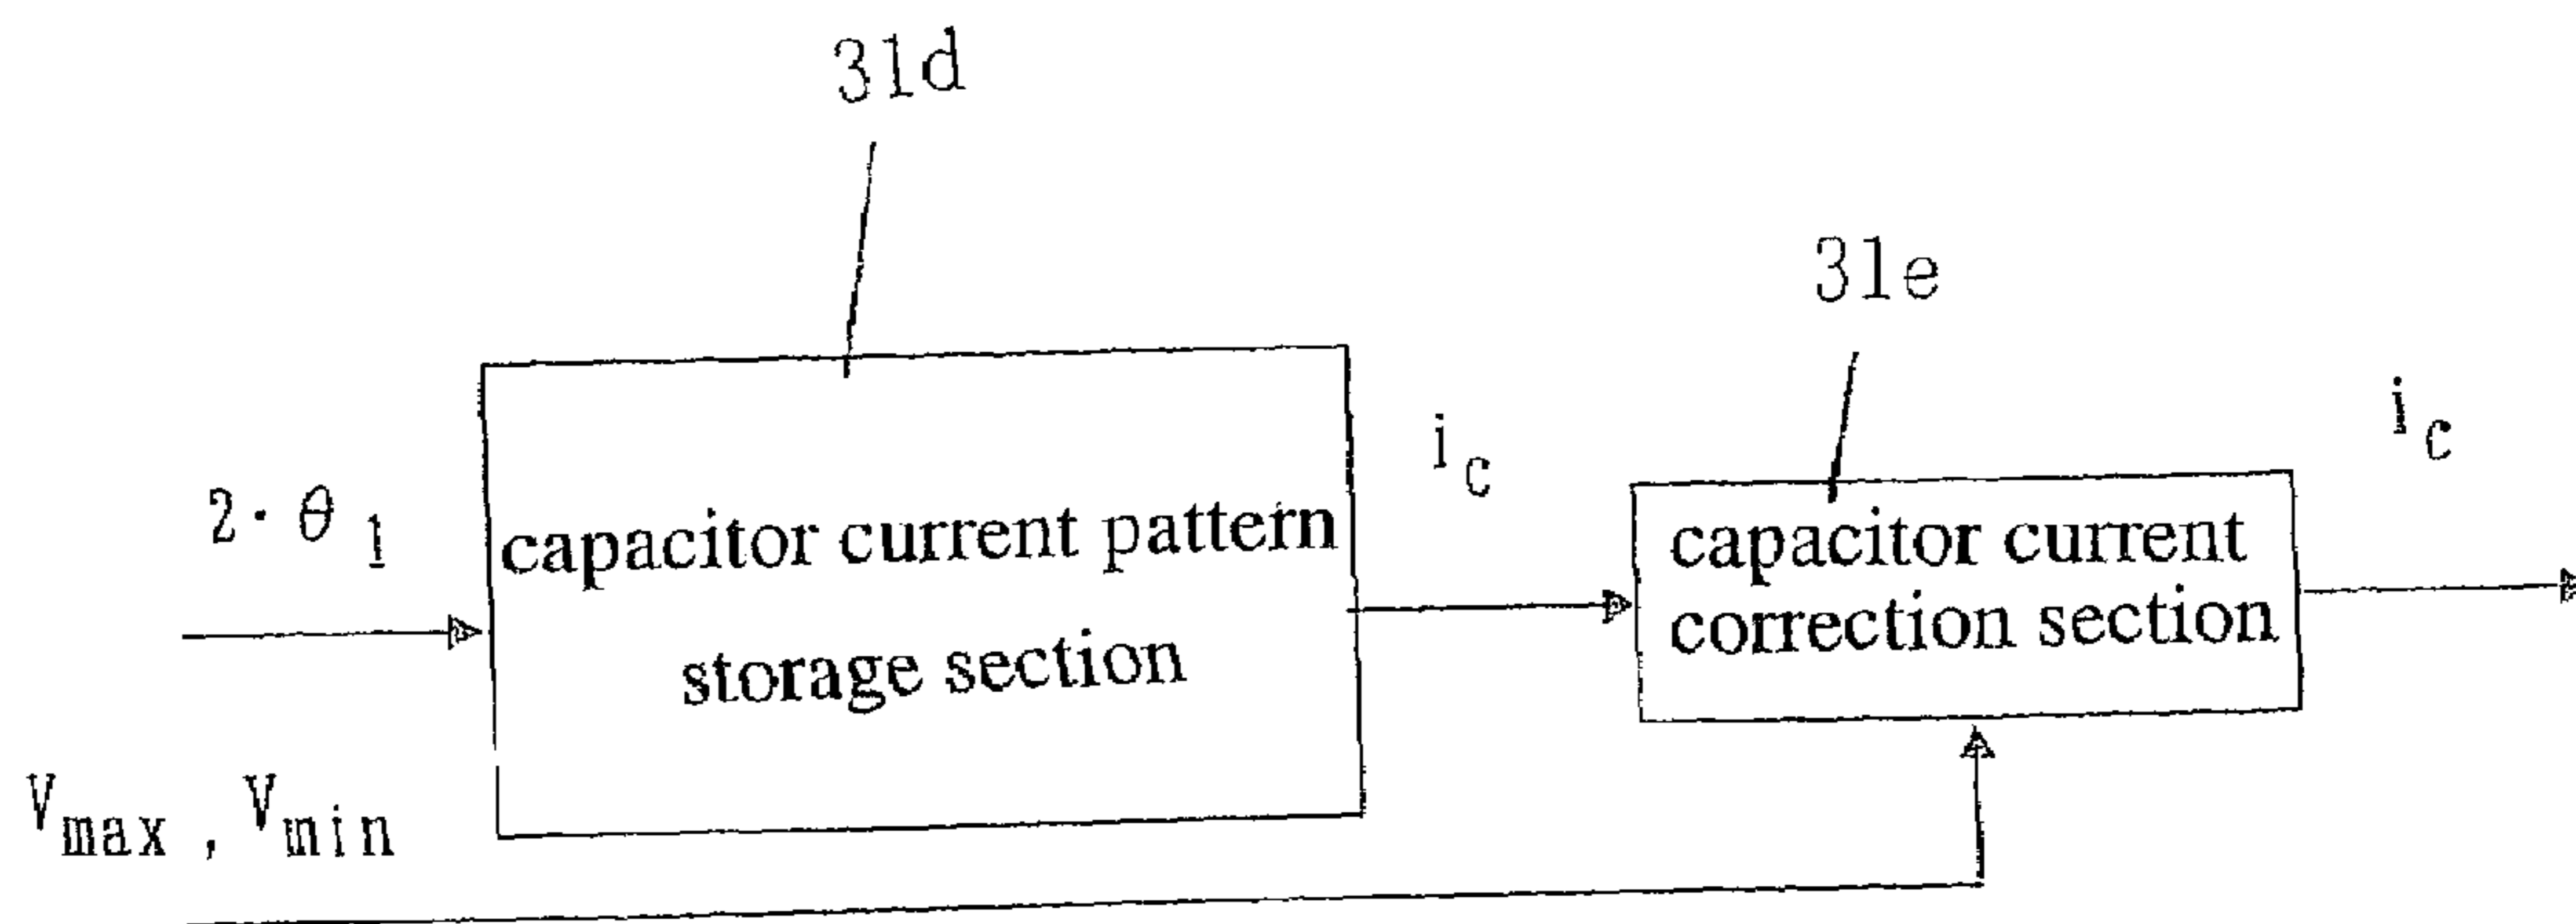 31d
31e
i_c
i_c
2·θ_1
capacitor current pattern
storage section
capacitor current
correction section
V_max , V_min